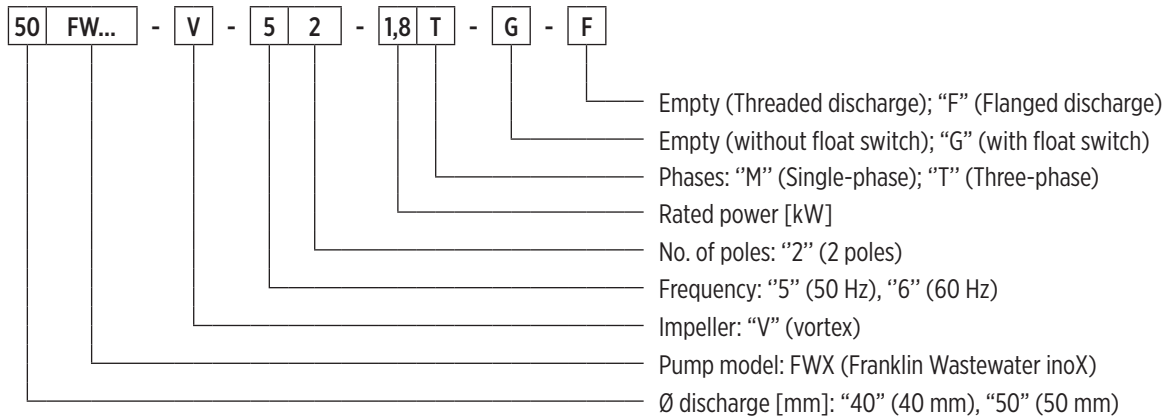 50 FW... - V - 5 2 - 1,8 T - G - F
Empty (Threaded discharge); “F” (Flanged discharge)
Empty (without float switch); “G” (with float switch)
Phases: ‘’M’’ (Single-phase); ‘’T’’ (Three-phase)
Rated power [kW]
No. of poles: ‘’2’’ (2 poles)
Frequency: ‘’5’’ (50 Hz), ‘’6’’ (60 Hz)
Impeller: “V” (vortex)
Pump model: FWX (Franklin Wastewater inoX)
Ø discharge [mm]: “40” (40 mm), “50” (50 mm)